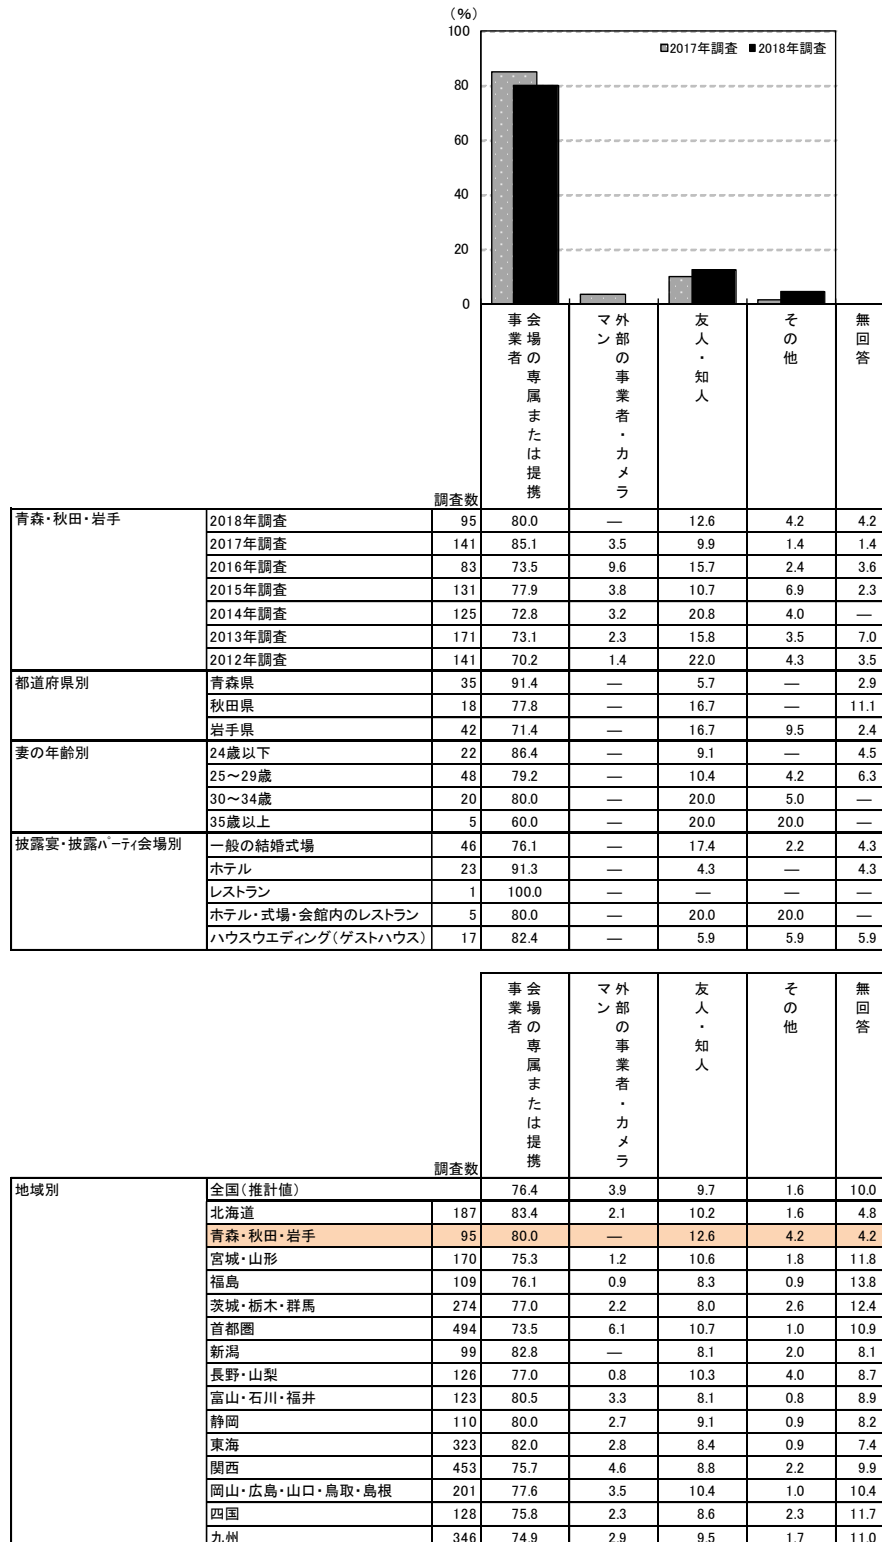 (%)
100
80
60
40
20
0
2017年調査 2018年調査
会場の専属または提携事業者
外部の事業者・カメラマン
友人・知人
その他
無回答
調査数
青森・秋田・岩手 2018年調査 95 80.0 — 12.6 4.2 4.2
2017年調査 141 85.1 3.5 9.9 1.4 1.4
2016年調査 83 73.5 9.6 15.7 2.4 3.6
2015年調査 131 77.9 3.8 10.7 6.9 2.3
2014年調査 125 72.8 3.2 20.8 4.0 —
2013年調査 171 73.1 2.3 15.8 3.5 7.0
2012年調査 141 70.2 1.4 22.0 4.3 3.5
都道府県別 青森県 35 91.4 — 5.7 — 2.9
秋田県 18 77.8 — 16.7 — 11.1
岩手県 42 71.4 — 16.7 9.5 2.4
妻の年齢別 24歳以下 22 86.4 — 9.1 — 4.5
25～29歳 48 79.2 — 10.4 4.2 6.3
30～34歳 20 80.0 — 20.0 5.0 —
35歳以上 5 60.0 — 20.0 20.0 —
披露宴・披露ﾊﾟｰﾃｨ会場別 一般の結婚式場 46 76.1 — 17.4 2.2 4.3
ホテル 23 91.3 — 4.3 — 4.3
レストラン 1 100.0 — — — —
ホテル・式場・会館内のレストラン 5 80.0 — 20.0 20.0 —
ハウスウエディング（ゲストハウス） 17 82.4 — 5.9 5.9 5.9
会場の専属または提携事業者
外部の事業者・カメラマン
友人・知人
その他
無回答
調査数
地域別 全国（推計値） 76.4 3.9 9.7 1.6 10.0
北海道 187 83.4 2.1 10.2 1.6 4.8
青森・秋田・岩手 95 80.0 — 12.6 4.2 4.2
宮城・山形 170 75.3 1.2 10.6 1.8 11.8
福島 109 76.1 0.9 8.3 0.9 13.8
茨城・栃木・群馬 274 77.0 2.2 8.0 2.6 12.4
首都圏 494 73.5 6.1 10.7 1.0 10.9
新潟 99 82.8 — 8.1 2.0 8.1
長野・山梨 126 77.0 0.8 10.3 4.0 8.7
富山・石川・福井 123 80.5 3.3 8.1 0.8 8.9
静岡 110 80.0 2.7 9.1 0.9 8.2
東海 323 82.0 2.8 8.4 0.9 7.4
関西 453 75.7 4.6 8.8 2.2 9.9
岡山・広島・山口・鳥取・島根 201 77.6 3.5 10.4 1.0 10.4
四国 128 75.8 2.3 8.6 2.3 11.7
九州 346 74.9 2.9 9.5 1.7 11.0